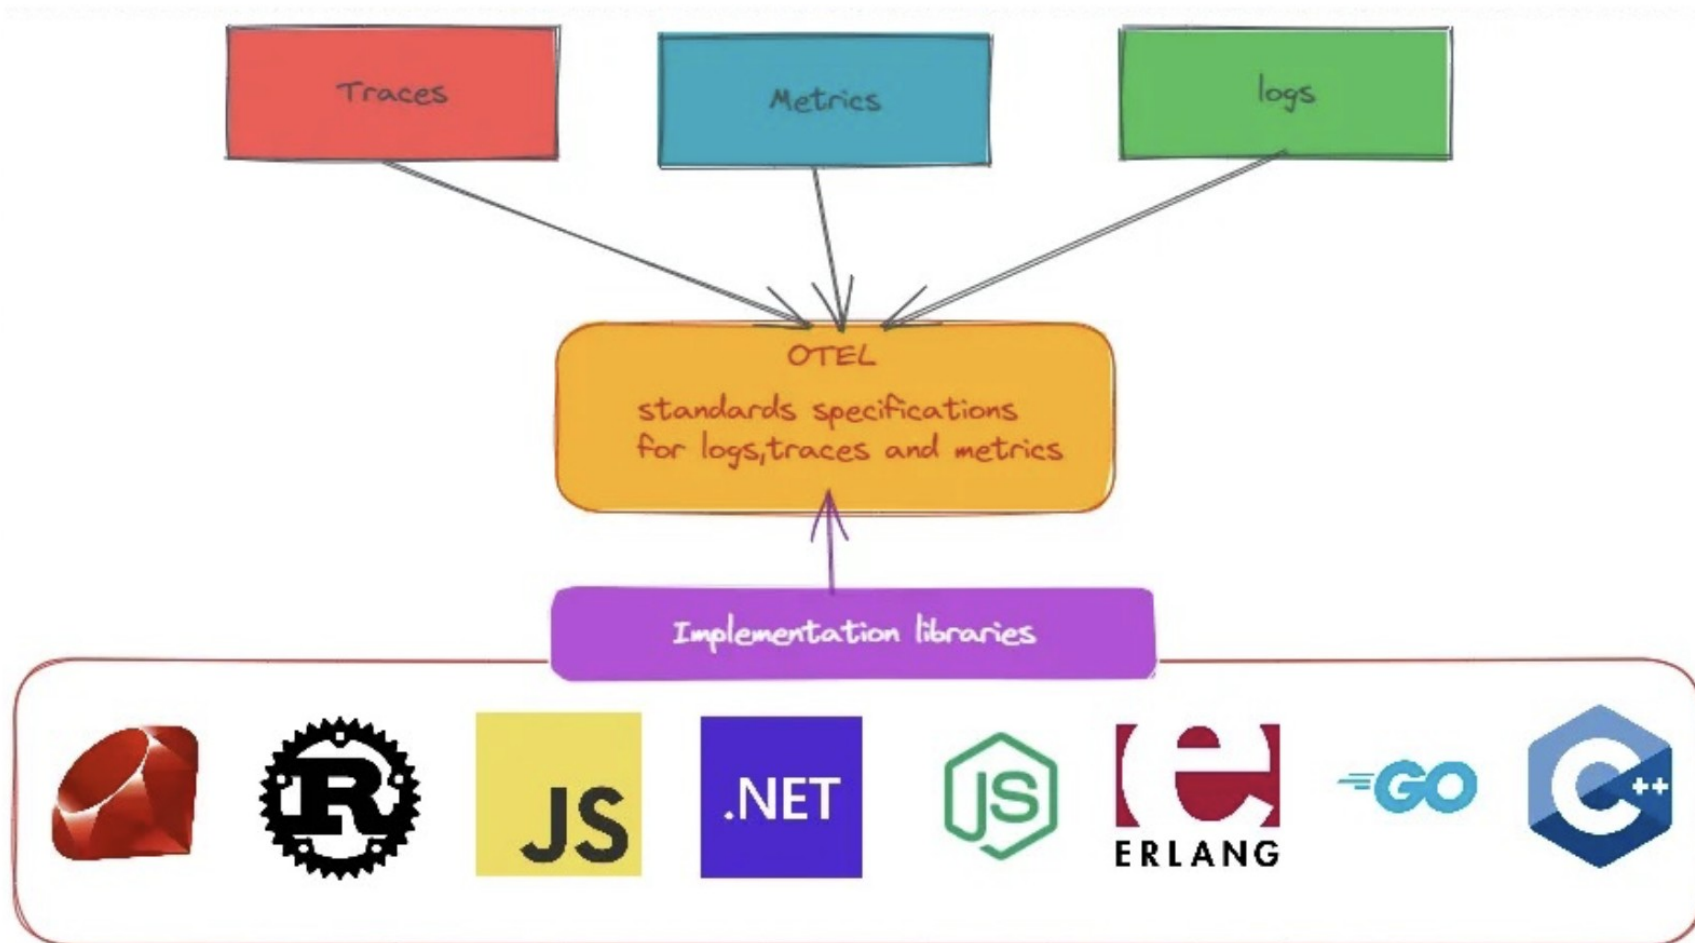 Traces
Metrics
logs
OTEL
standards specifications
for logs,traces and metrics
Implementation libraries
R
JS
.NET
JS
e
ERLANG
GO
C++